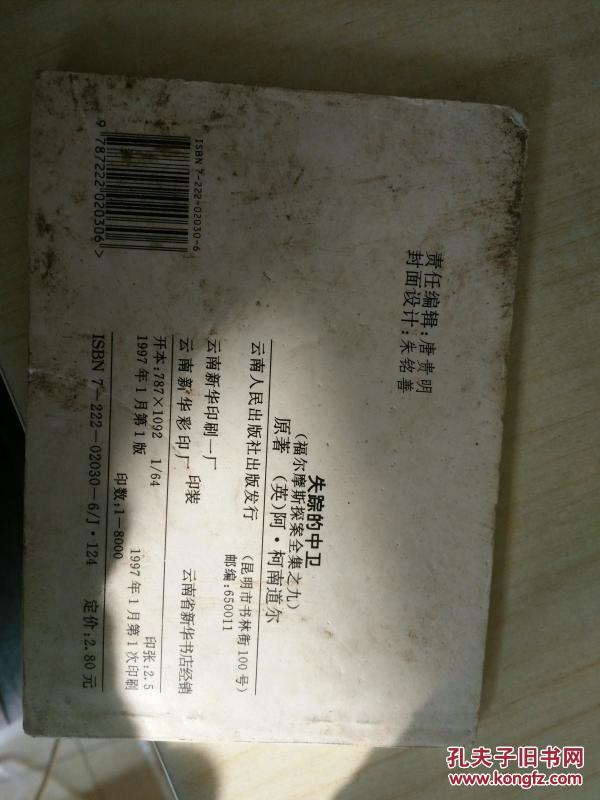 责任编辑:唐贵明
封面设计:朱铭善
失踪的中卫
(福尔摩斯探案全集之九)
原著 (英)阿·柯南道尔
云南人民出版社出版发行 (昆明市书林街100号)
邮编:650011
云南新华印刷一厂
云南新华彩印厂 印装 云南省新华书店经销
开本:787×1092 1/64 印张:2.5
1997年1月第1版 1997年1月第1次印刷
印数:1-8000
ISBN 7-222-02030-6/J·124 定价:2.80元
ISBN 7-222-02030-6
9 787222 020306>
孔夫子旧书网
www.kongfz.com